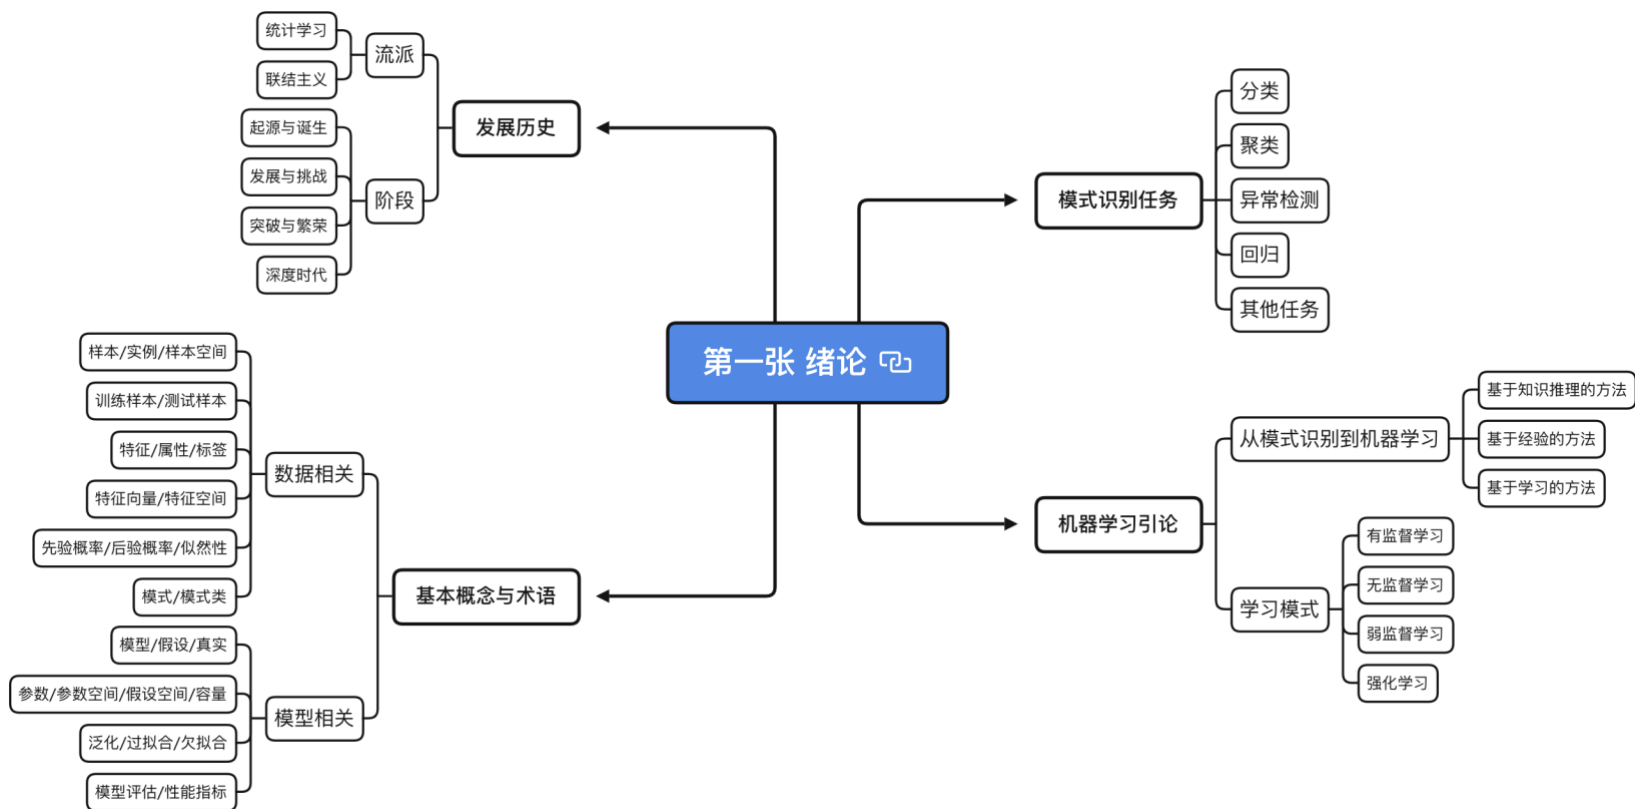 第一张 绪论
模式识别任务
分类
聚类
异常检测
回归
其他任务
机器学习引论
从模式识别到机器学习
基于知识推理的方法
基于经验的方法
基于学习的方法
学习模式
有监督学习
无监督学习
弱监督学习
强化学习
发展历史
流派
统计学习
联结主义
阶段
起源与诞生
发展与挑战
突破与繁荣
深度时代
基本概念与术语
数据相关
样本/实例/样本空间
训练样本/测试样本
特征/属性/标签
特征向量/特征空间
先验概率/后验概率/似然性
模式/模式类
模型相关
模型/假设/真实
参数/参数空间/假设空间/容量
泛化/过拟合/欠拟合
模型评估/性能指标